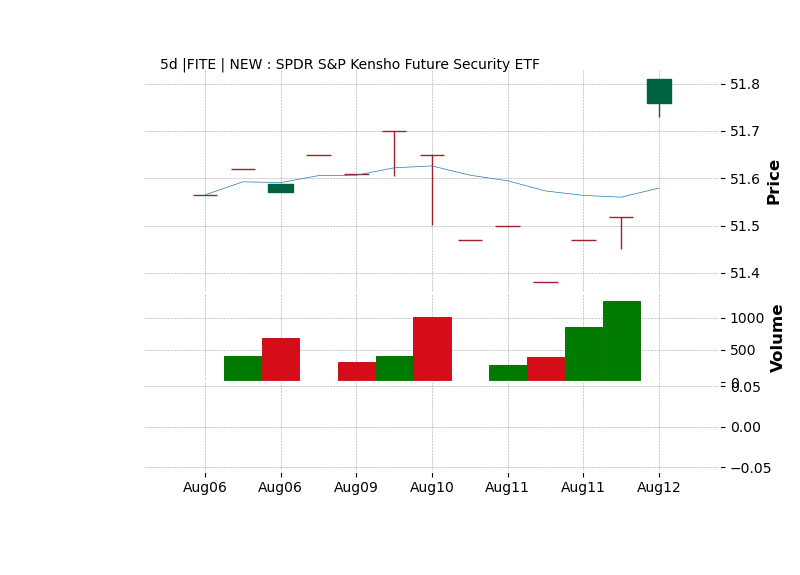 5d |FITE | NEW : SPDR S&P Kensho Future Security ETF
51.8
51.7
51.6
51.5
51.4
Price
1000
500
0
Volume
0.05
0.00
−0.05
Aug06 Aug06 Aug09 Aug10 Aug11 Aug11 Aug12